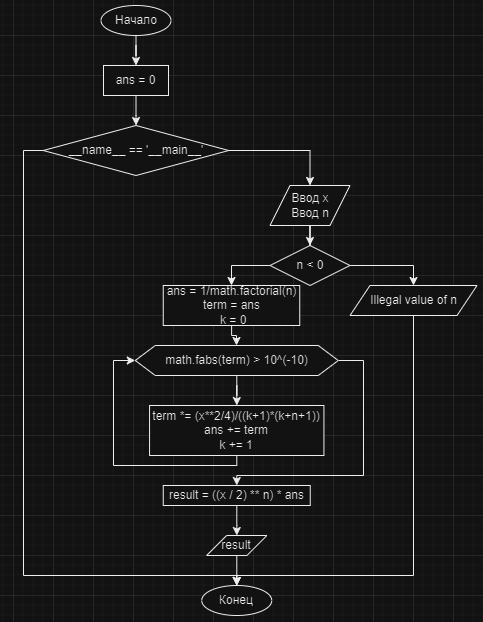 Начало
ans = 0
__name__ == '__main__'
Ввод x
Ввод n
n < 0
ans = 1/math.factorial(n)
term = ans
k = 0
Illegal value of n
math.fabs(term) > 10^(-10)
term *= (x**2/4)/((k+1)*(k+n+1))
ans += term
k += 1
result = ((x / 2) ** n) * ans
result
Конец